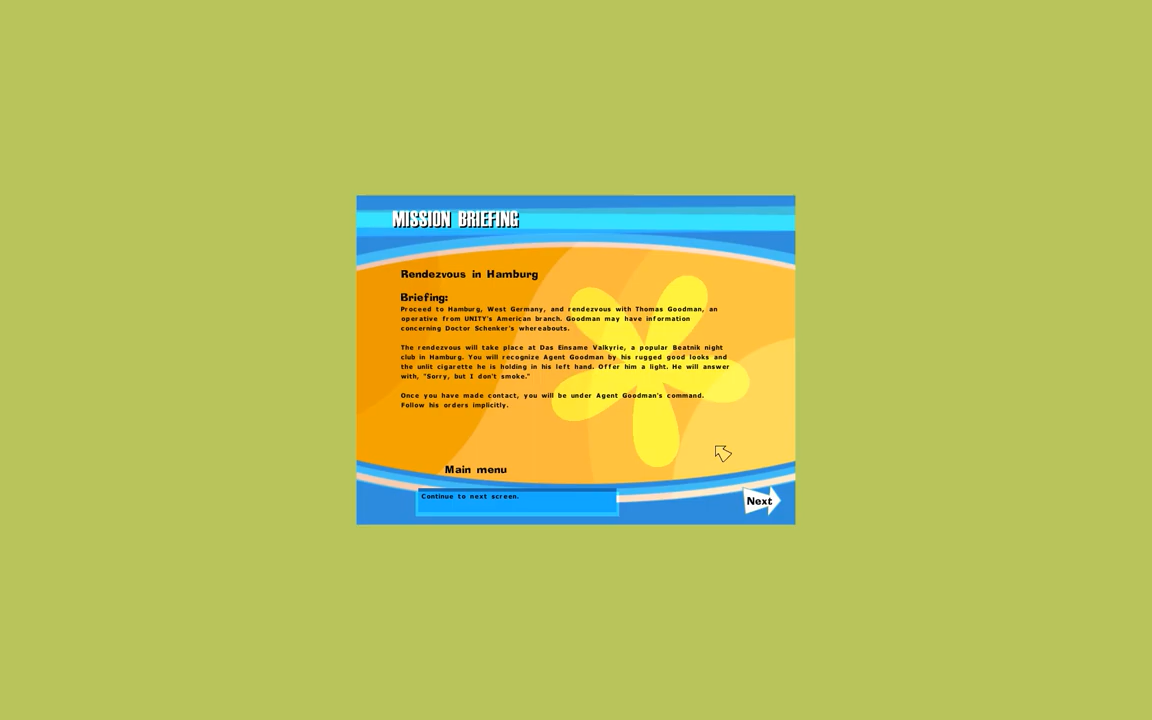 MISSION BRIEFING
Rendezvous in Hamburg
Briefing:
Proceed to Hamburg, West Germany, and rendezvous with Thomas Goodman, an
operative from UNITY's American branch. Goodman may have information
concerning Doctor Schenker's whereabouts.
The rendezvous will take place at Das Einsame Valkyrie, a popular Beatnik night
club in Hamburg. You will recognize Agent Goodman by his rugged good looks and
the unlit cigarette he is holding in his left hand. Offer him a light. He will answer
with, "Sorry, but I don't smoke."
Once you have made contact, you will be under Agent Goodman's command.
Follow his orders implicitly.
Main menu
Continue to next screen.
Next